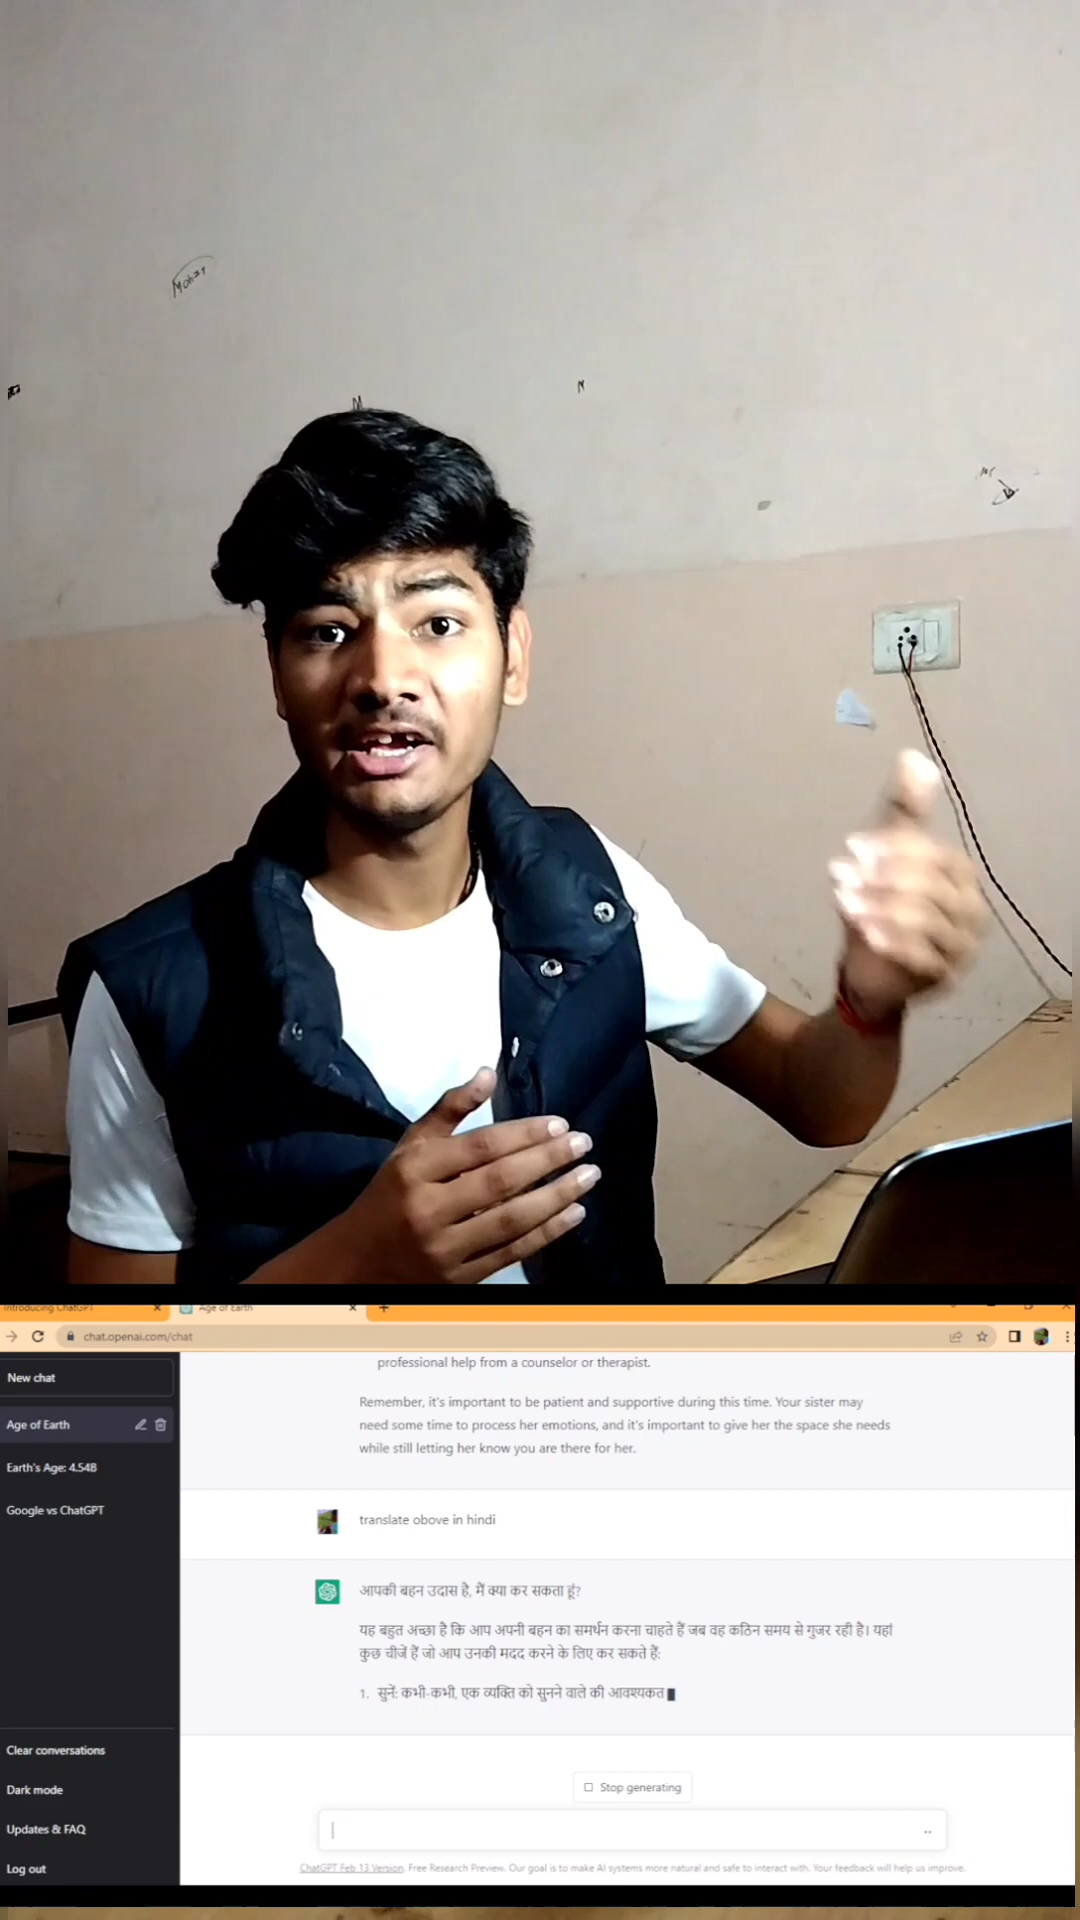 Mohit
M
N
Introducing ChatGPT
Age of Earth
chat.openai.com/chat
New chat
Age of Earth
Earth's Age: 4.54B
Google vs ChatGPT
Clear conversations
Dark mode
Updates & FAQ
Log out
professional help from a counselor or therapist.
Remember, it's important to be patient and supportive during this time. Your sister may
need some time to process her emotions, and it's important to give her the space she needs
while still letting her know you are there for her.
translate obove in hindi
आपकी बहन उदास है, मैं क्या कर सकता हूं?
यह बहुत अच्छा है कि आप अपनी बहन का समर्थन करना चाहते हैं जब वह कठिन समय से गुजर रही है। यहां
कुछ चीजें हैं जो आप उनकी मदद करने के लिए कर सकते हैं:
1. सुनें: कभी-कभी, एक व्यक्ति को सुनने वाले की आवश्यकत
Stop generating
ChatGPT Feb 13 Version. Free Research Preview. Our goal is to make AI systems more natural and safe to interact with. Your feedback will help us improve.